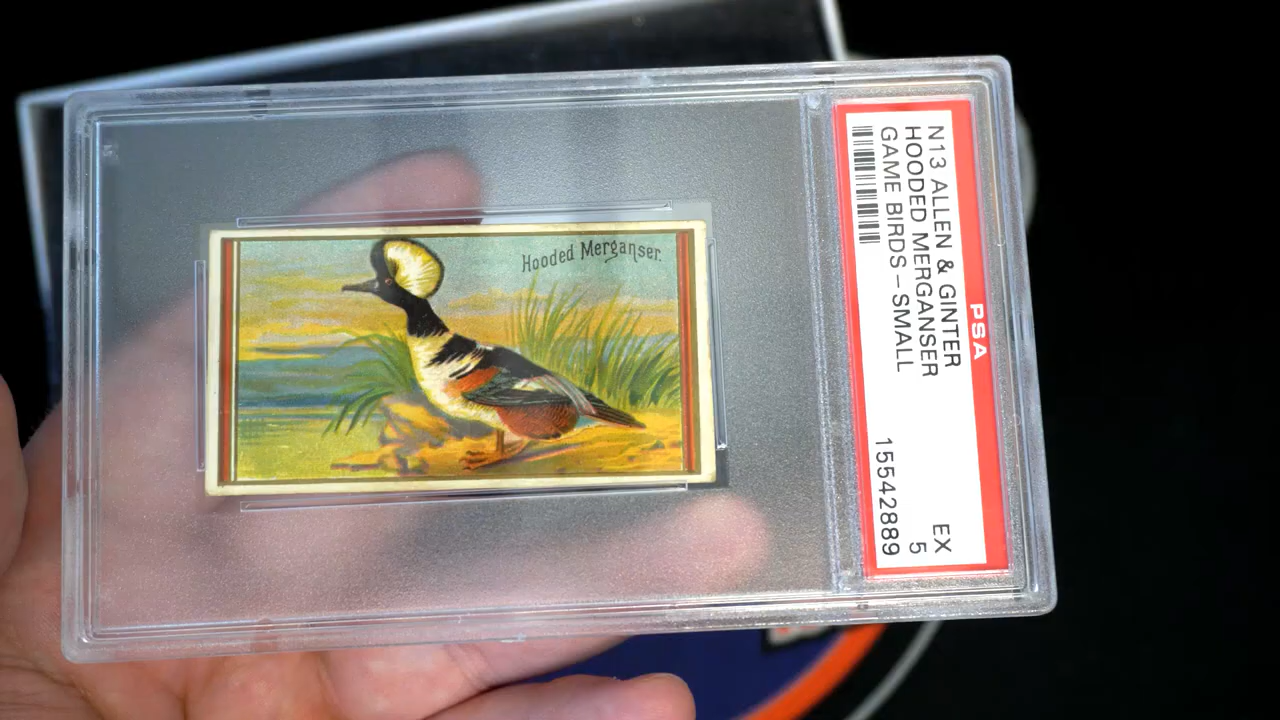 Hooded Merganser.
PSA
N13 ALLEN & GINTER
HOODED MERGANSER
GAME BIRDS-SMALL
EX
5
15542889